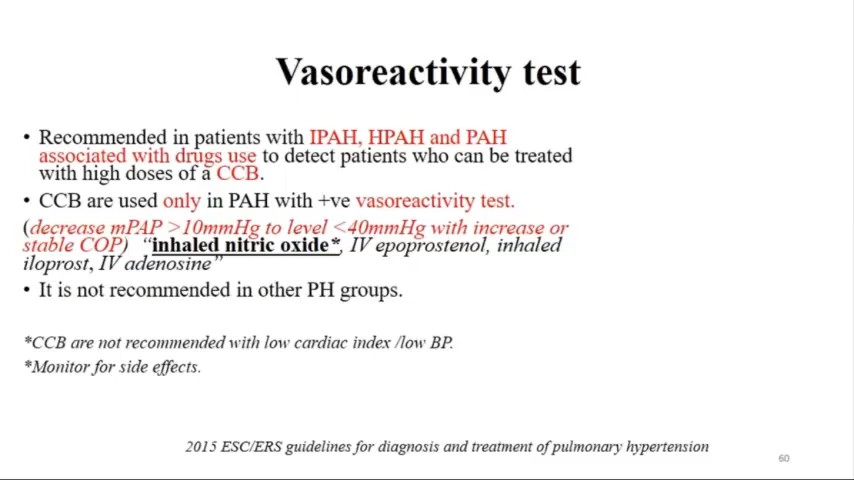 Vasoreactivity test
• Recommended in patients with IPAH, HPAH and PAH
associated with drugs use to detect patients who can be treated
with high doses of a CCB.
• CCB are used only in PAH with +ve vasoreactivity test.
(decrease mPAP >10mmHg to level <40mmHg with increase or
stable COP) “inhaled nitric oxide*, IV epoprostenol, inhaled
iloprost, IV adenosine”
• It is not recommended in other PH groups.
*CCB are not recommended with low cardiac index /low BP.
*Monitor for side effects.
2015 ESC/ERS guidelines for diagnosis and treatment of pulmonary hypertension
60